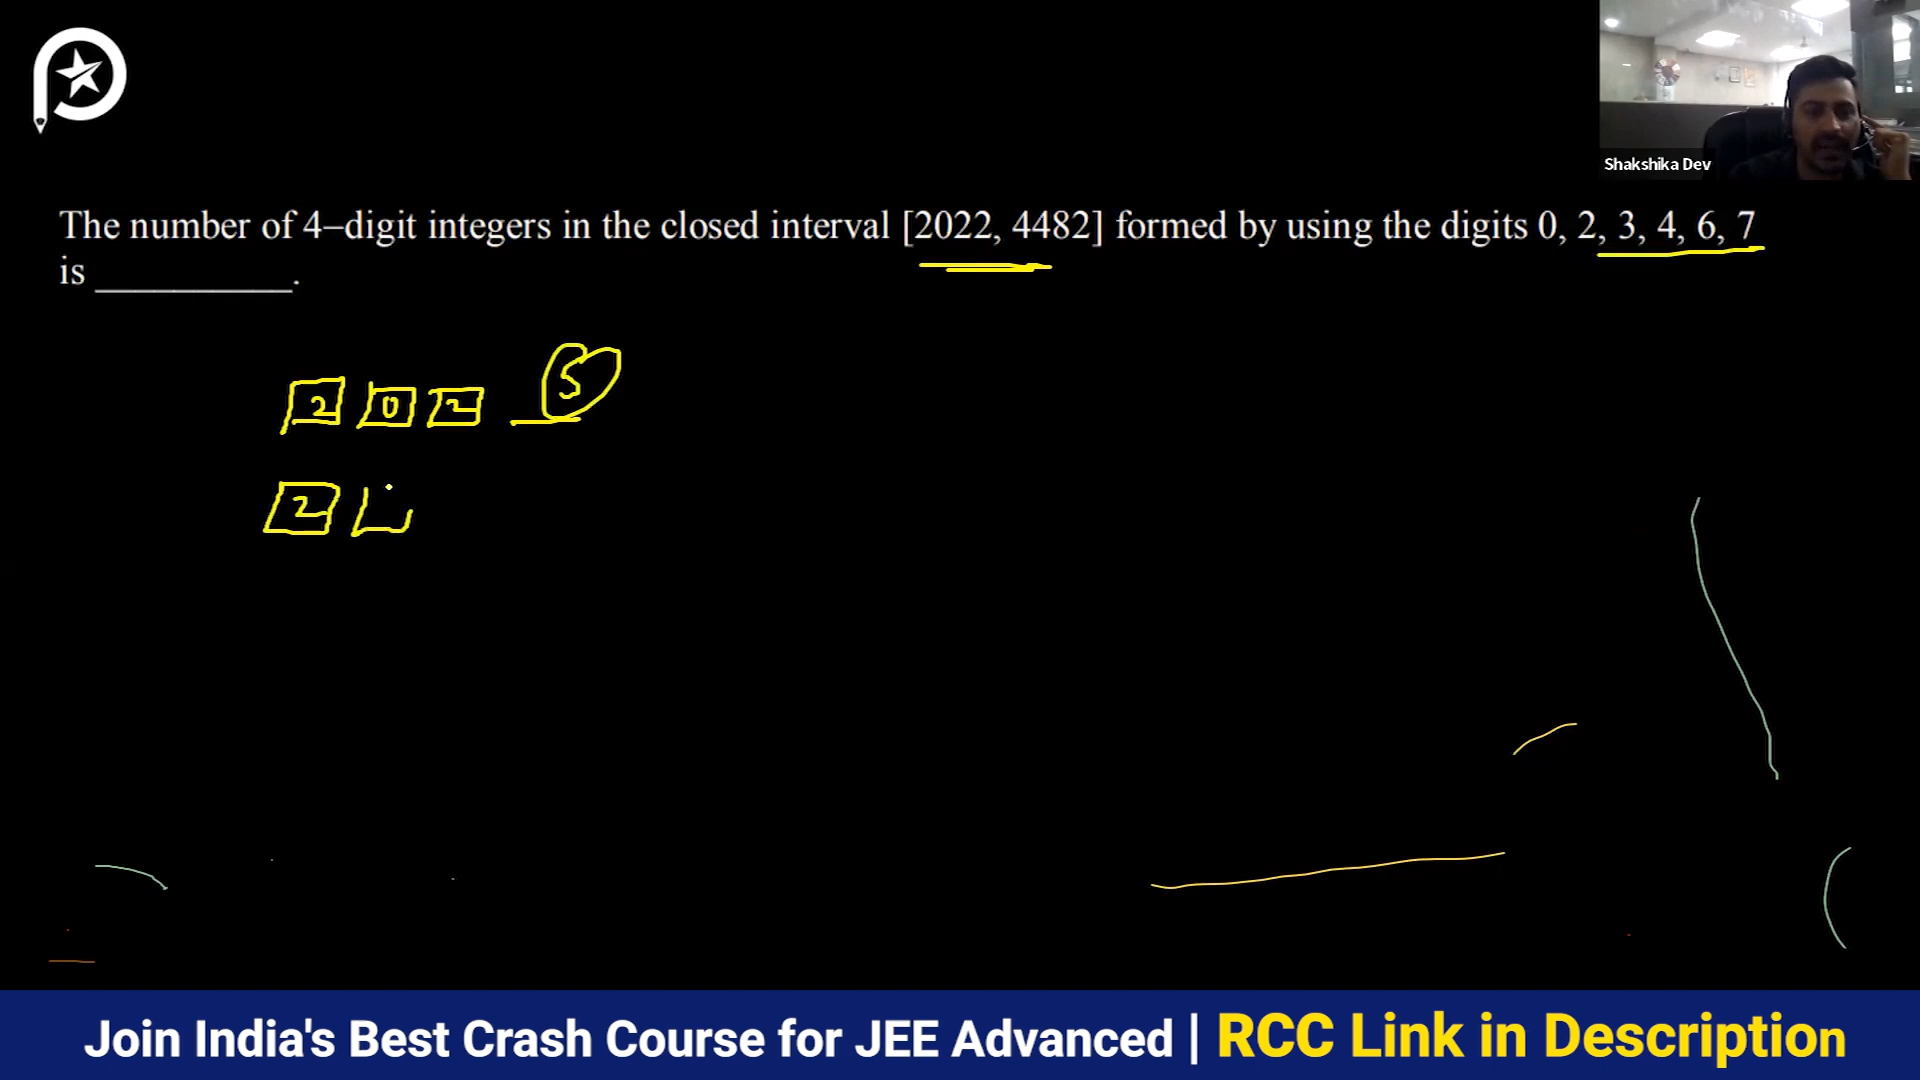 Shakshika Dev
The number of 4–digit integers in the closed interval [2022, 4482] formed by using the digits 0, 2, 3, 4, 6, 7
is __________.
2 0 2 5
2
Join India's Best Crash Course for JEE Advanced | RCC Link in Description